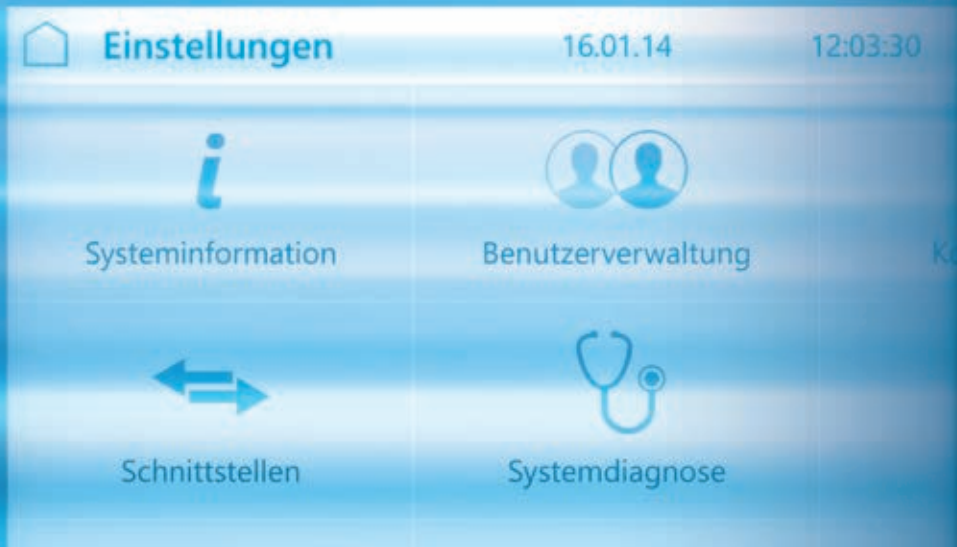 Einstellungen 16.01.14 12:03:30
Systeminformation Benutzerverwaltung
Schnittstellen Systemdiagnose